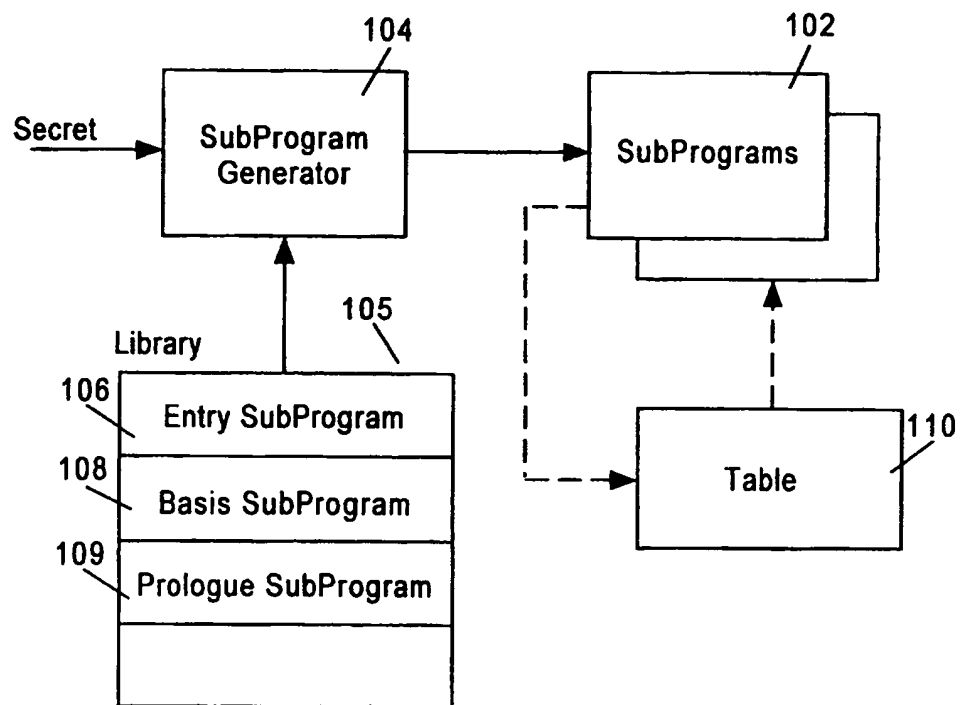 104
102
Secret
SubProgram
Generator
SubPrograms
105
Library
106
Entry SubProgram
110
108
Basis SubProgram
Table
109
Prologue SubProgram